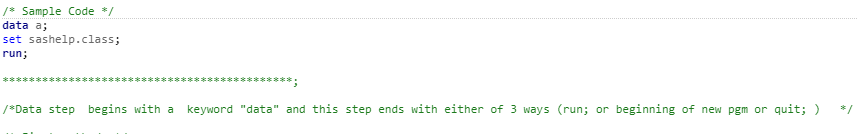 /* Sample Code */
data a;
set sashelp.class;
run;
********************************************;
/*Data step  begins with a  keyword "data" and this step ends with either of 3 ways (run; or beginning of new pgm or quit; )   */